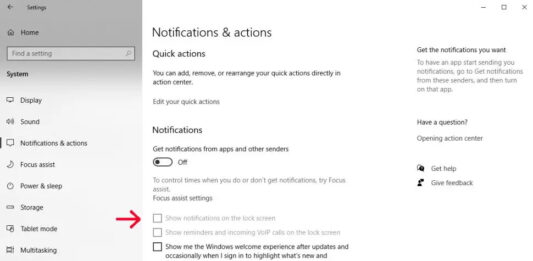 Settings
Home
Find a setting
System
Display
Sound
Notifications & actions
Focus assist
Power & sleep
Storage
Tablet mode
Multitasking
Notifications & actions
Quick actions
You can add, remove, or rearrange your quick actions directly in
action center.
Edit your quick actions
Notifications
Get notifications from apps and other senders
Off
To control times when you do or don't get notifications, try Focus
assist.
Focus assist settings
Show notifications on the lock screen
Show reminders and incoming VoIP calls on the lock screen
Show me the Windows welcome experience after updates and
occasionally when I sign in to highlight what's new and
Get the notifications you want
To have an app start sending you
notifications, go to Get notifications
from these senders, and then turn
on that app.
Have a question?
Opening action center
Get help
Give feedback